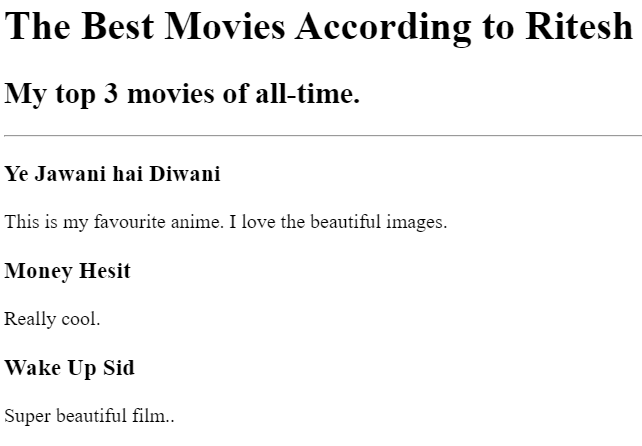 The Best Movies According to Ritesh
My top 3 movies of all-time.
Ye Jawani hai Diwani
This is my favourite anime. I love the beautiful images.
Money Hesit
Really cool.
Wake Up Sid
Super beautiful film..